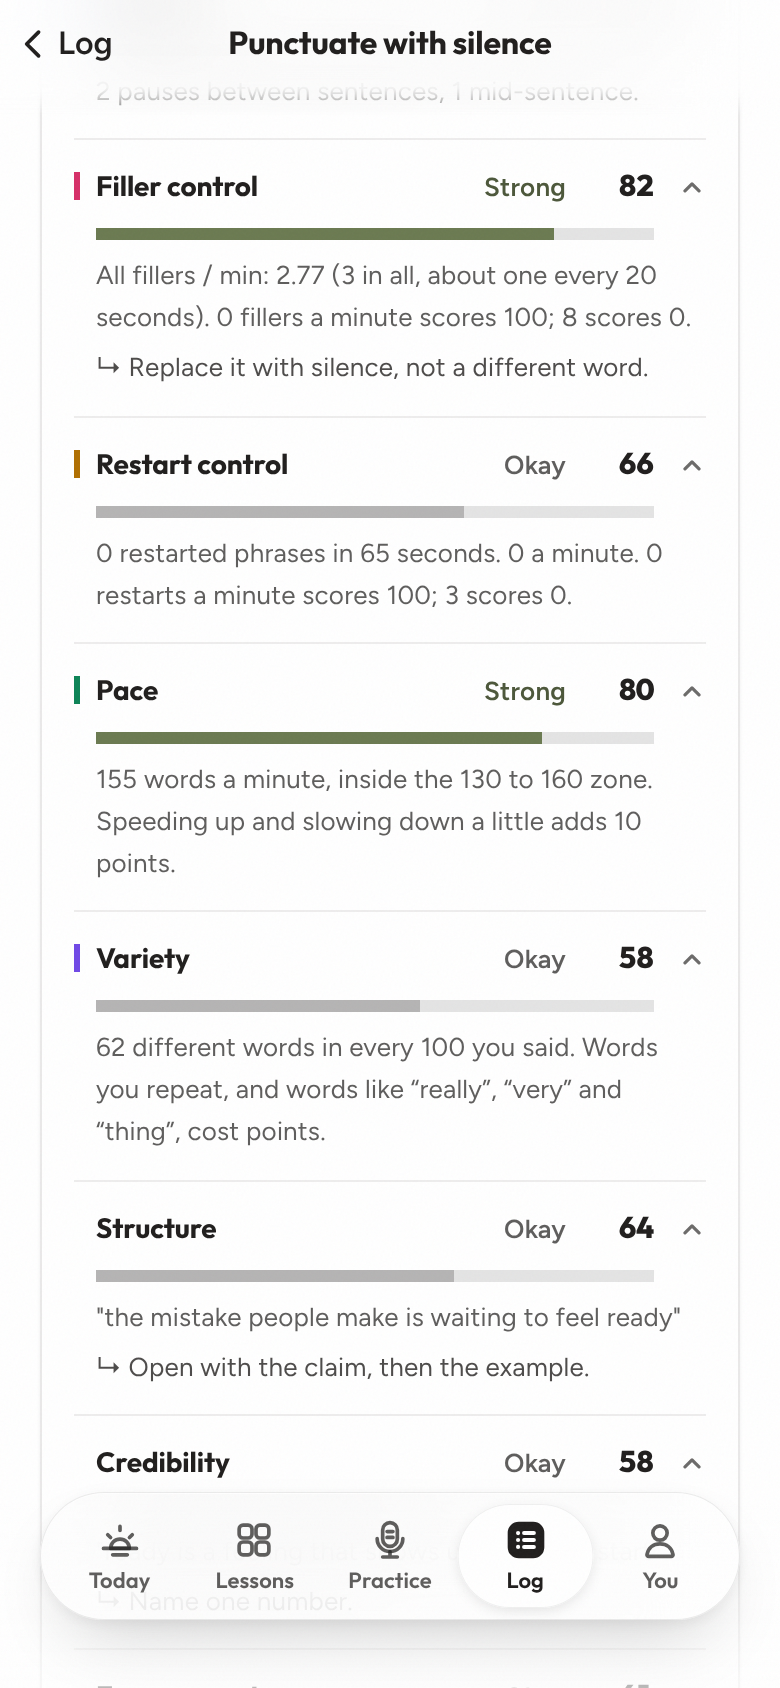 Log
Punctuate with silence
2 pauses between sentences, 1 mid-sentence.
Filler control Strong 82
All fillers / min: 2.77 (3 in all, about one every 20
seconds). 0 fillers a minute scores 100; 8 scores 0.
↳ Replace it with silence, not a different word.
Restart control Okay 66
0 restarted phrases in 65 seconds. 0 a minute. 0
restarts a minute scores 100; 3 scores 0.
Pace Strong 80
155 words a minute, inside the 130 to 160 zone.
Speeding up and slowing down a little adds 10
points.
Variety Okay 58
62 different words in every 100 you said. Words
you repeat, and words like “really”, “very” and
“thing”, cost points.
Structure Okay 64
"the mistake people make is waiting to feel ready"
↳ Open with the claim, then the example.
Credibility Okay 58
↳ Name one number.
Today Lessons Practice Log You